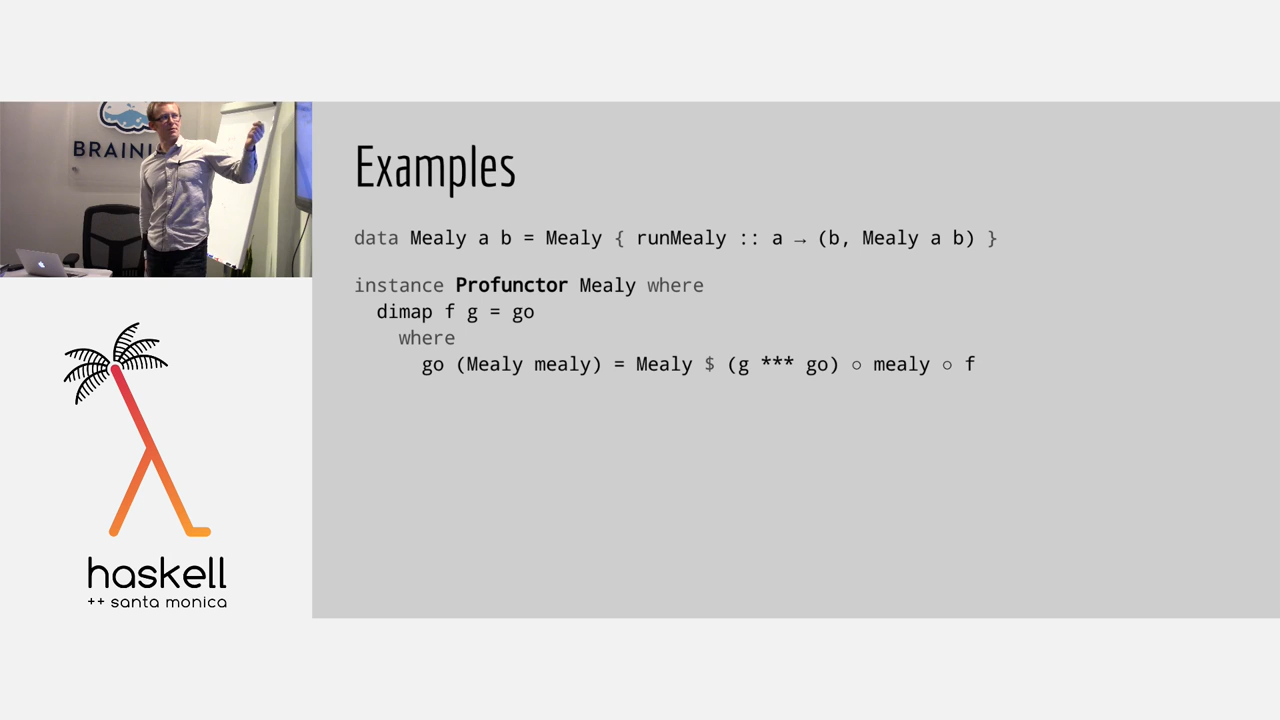 BRAINI
Examples
data Mealy a b = Mealy { runMealy :: a → (b, Mealy a b) }
instance Profunctor Mealy where
dimap f g = go
where
go (Mealy mealy) = Mealy $ (g *** go) ○ mealy ○ f
haskell
++ santa monica